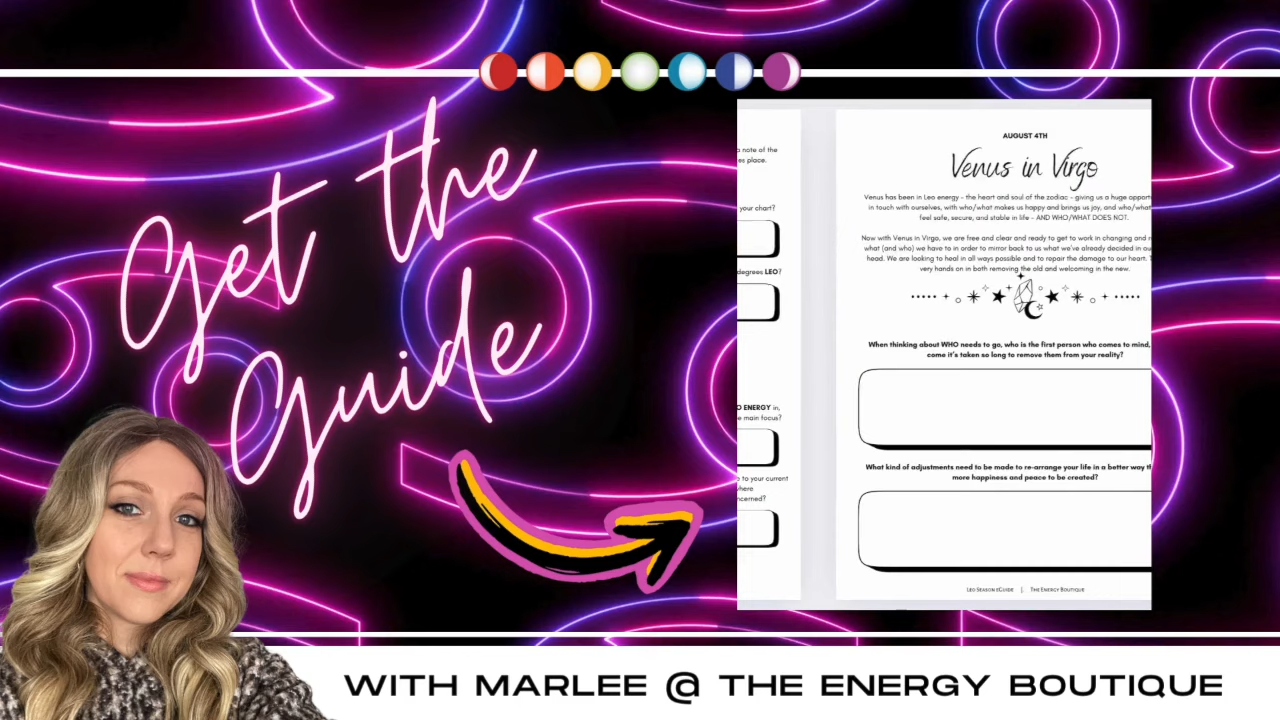 Get the
Guide
o note of the
es place.
your chart?
degrees LEO?
O ENERGY in,
e main focus?
o to your current
where
ncerned?
AUGUST 4TH
Venus in Virgo
Venus has been in Leo energy - the heart and soul of the zodiac - giving us a huge opport
in touch with ourselves, with who/what makes us happy and brings us joy, and who/what
feel safe, secure, and stable in life - AND WHO/WHAT DOES NOT.
Now with Venus in Virgo, we are free and clear and ready to get to work in changing and r
what (and who) we have to in order to mirror back to us what we've already decided in ou
head. We are looking to heal in all ways possible and to repair the damage to our heart. T
very hands on in both removing the old and welcoming in the new.
When thinking about WHO needs to go, who is the first person who comes to mind,
come it's taken so long to remove them from your reality?
What kind of adjustments need to be made to re-arrange your life in a better way th
more happiness and peace to be created?
Leo Season eGuide | The Energy Boutique
WITH MARLEE @ THE ENERGY BOUTIQUE